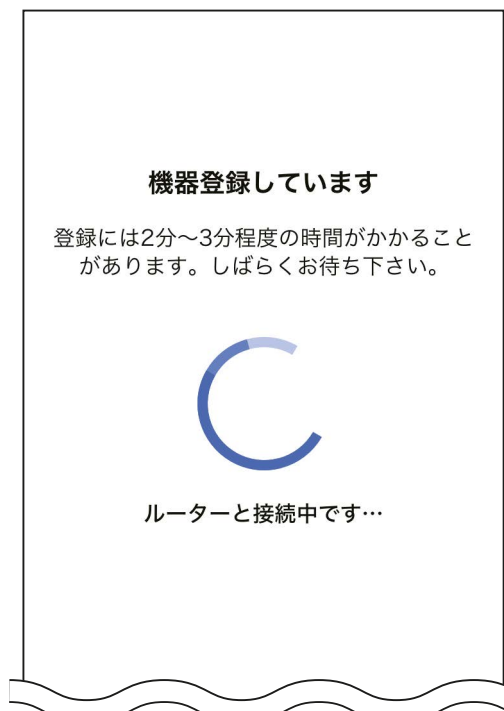 機器登録しています
登録には2分〜3分程度の時間がかかること
があります。しばらくお待ち下さい。
ルーターと接続中です…